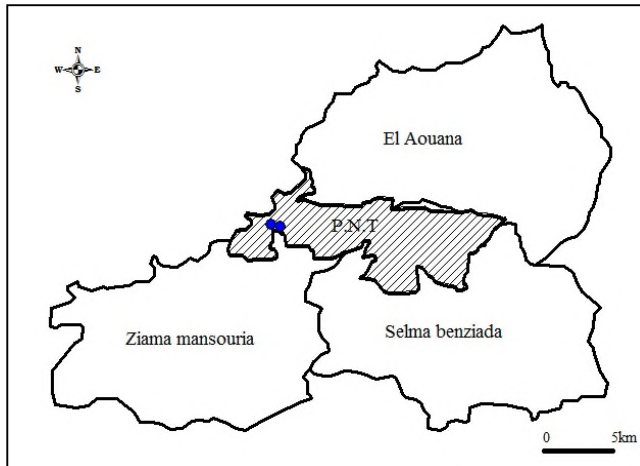 N
W E
S
El Aouana
P.N.T
Ziama mansouria
Selma benziada
0 5km